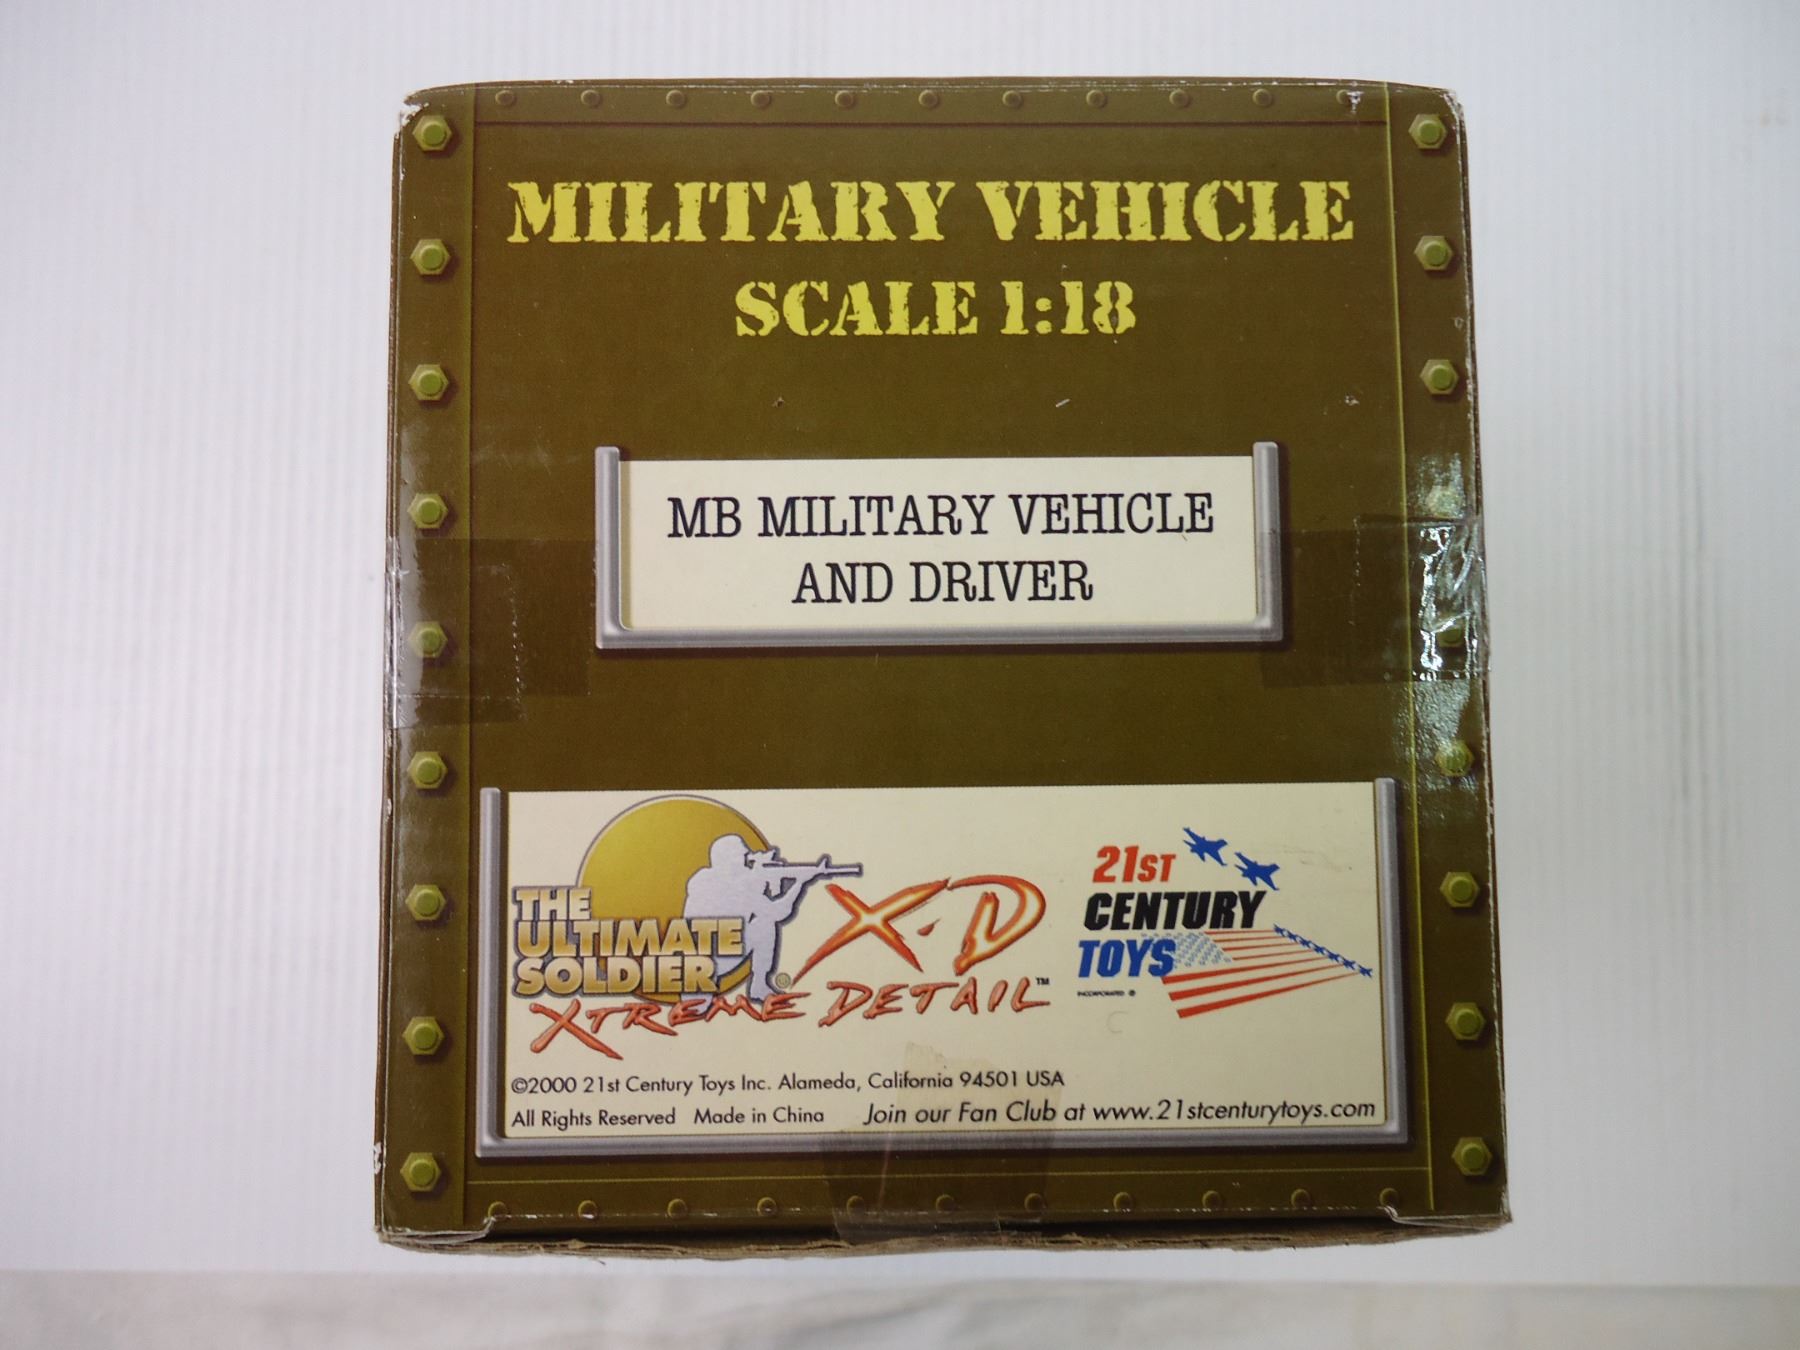 MILITARY VEHICLE
SCALE 1:18
MB MILITARY VEHICLE
AND DRIVER
THE
ULTIMATE
SOLDIER®
X-D
XTREME DETAIL™
21ST
CENTURY
TOYS
INCORPORATED ®
©2000 21st Century Toys Inc. Alameda, California 94501 USA
All Rights Reserved Made in China Join our Fan Club at www.21stcenturytoys.com